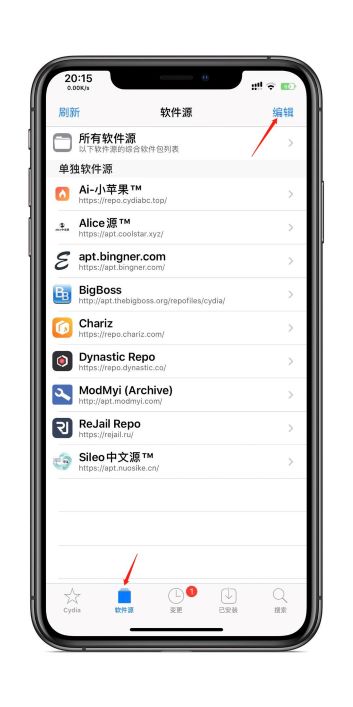 20:15
0.00K/s
刷新
软件源
编辑
所有软件源
以下软件源的综合软件包列表
单独软件源
Ai-小苹果™
https://repo.cydiabc.top/
Alice源™
https://apt.coolstar.xyz/
apt.bingner.com
https://apt.bingner.com/
BigBoss
http://apt.thebigboss.org/repofiles/cydia/
Chariz
https://repo.chariz.com/
Dynastic Repo
https://repo.dynastic.co/
ModMyi (Archive)
http://apt.modmyi.com/
ReJail Repo
https://rejail.ru/
Sileo中文源™
https://apt.nuosike.cn/
1
Cydia
软件源
变更
已安装
搜索